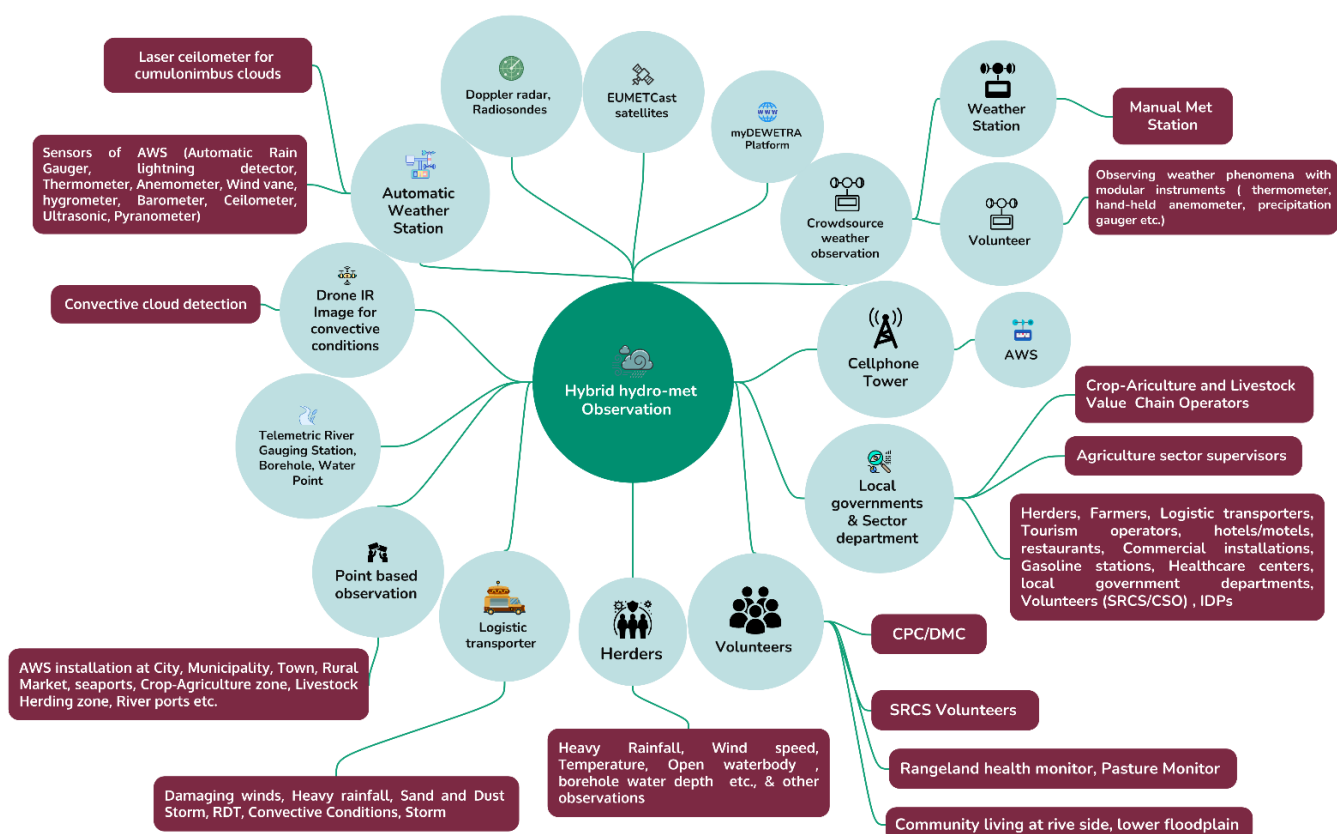 Laser ceilometer for
cumulonimbus clouds
Sensors of AWS (Automatic Rain
Gauger, lightning detector,
Thermometer, Anemometer, Wind vane,
hygrometer, Barometer, Ceilometer,
Ultrasonic, Pyranometer)
Automatic
Weather
Station
Doppler radar,
Radiosondes
EUMETCast
satellites
WWW
myDEWETRA
Platform
Crowdsource
weather
observation
Weather
Station
Manual Met
Station
Volunteer
Observing weather phenomena with
modular instruments ( thermometer,
hand-held anemometer, precipitation
gauger etc.)
Convective cloud detection
Drone IR
Image for
convective
conditions
Hybrid hydro-met
Observation
Cellphone
Tower
AWS
Telemetric River
Gauging Station,
Borehole, Water
Point
Local
governments
& Sector
department
Crop-Ariculture and Livestock
Value Chain Operators
Agriculture sector supervisors
Herders, Farmers, Logistic transporters,
Tourism operators, hotels/motels,
restaurants, Commercial installations,
Gasoline stations, Healthcare centers,
local government departments,
Volunteers (SRCS/CSO) , IDPs
Point based
observation
AWS installation at City, Municipality, Town, Rural
Market, seaports, Crop-Agriculture zone, Livestock
Herding zone, River ports etc.
Logistic
transporter
Damaging winds, Heavy rainfall, Sand and Dust
Storm, RDT, Convective Conditions, Storm
Herders
Heavy Rainfall, Wind speed,
Temperature, Open waterbody ,
borehole water depth etc., & other
observations
Volunteers
CPC/DMC
SRCS Volunteers
Rangeland health monitor, Pasture Monitor
Community living at rive side, lower floodplain